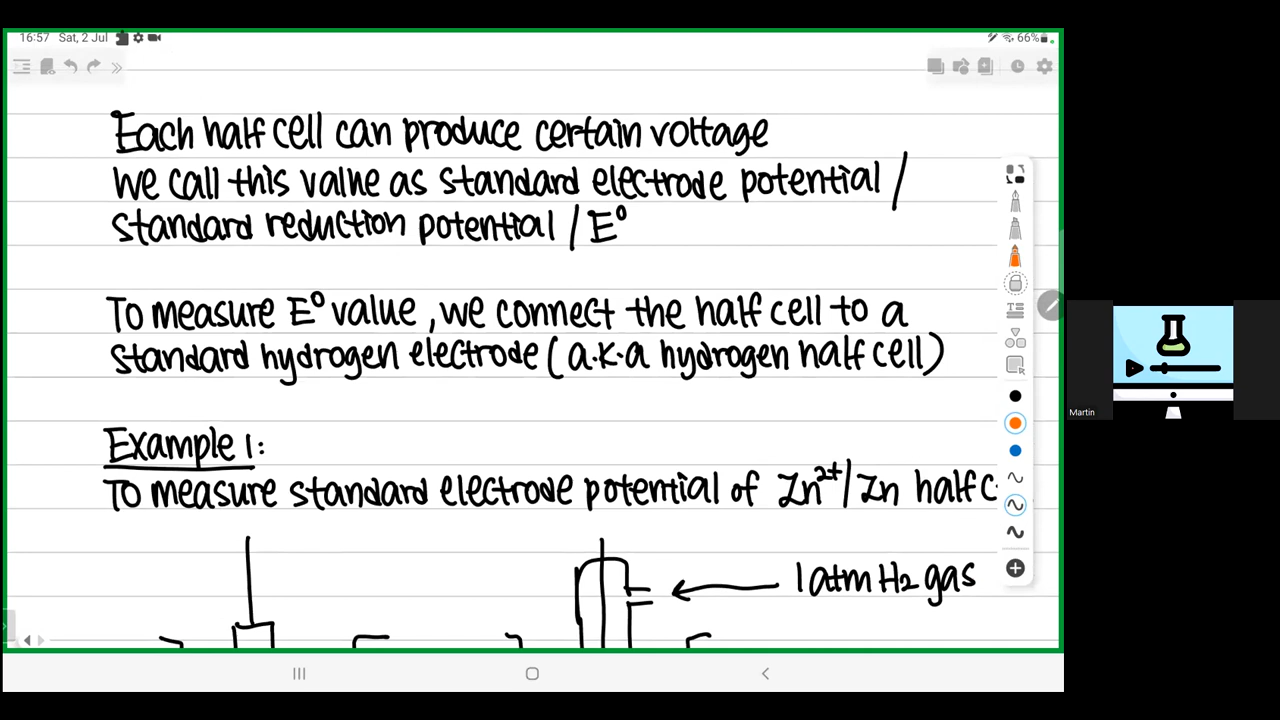 16:57 Sat, 2 Jul
66%
Each half cell can produce certain voltage
We call this value as standard electrode potential /
standard reduction potential / E°
To measure E° value, we connect the half cell to a
standard hydrogen electrode (a.k.a hydrogen half cell)
Example 1:
To measure standard electrode potential of Zn²⁺/Zn half c
1 atm H₂ gas
Martin